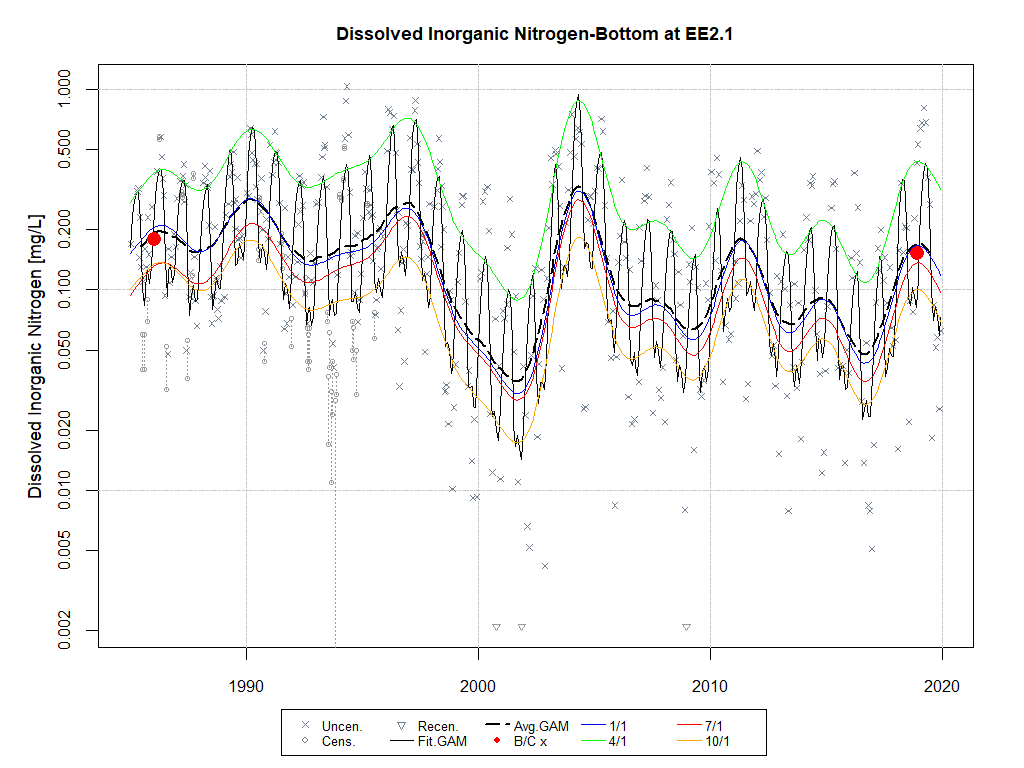 Dissolved Inorganic Nitrogen-Bottom at EE2.1
Dissolved Inorganic Nitrogen [mg/L]
1.000
0.500
0.200
0.100
0.050
0.020
0.010
0.005
0.002
1990 2000 2010 2020
Uncen. Recen. Avg.GAM 1/1 7/1
Cens. Fit.GAM B/C x 4/1 10/1